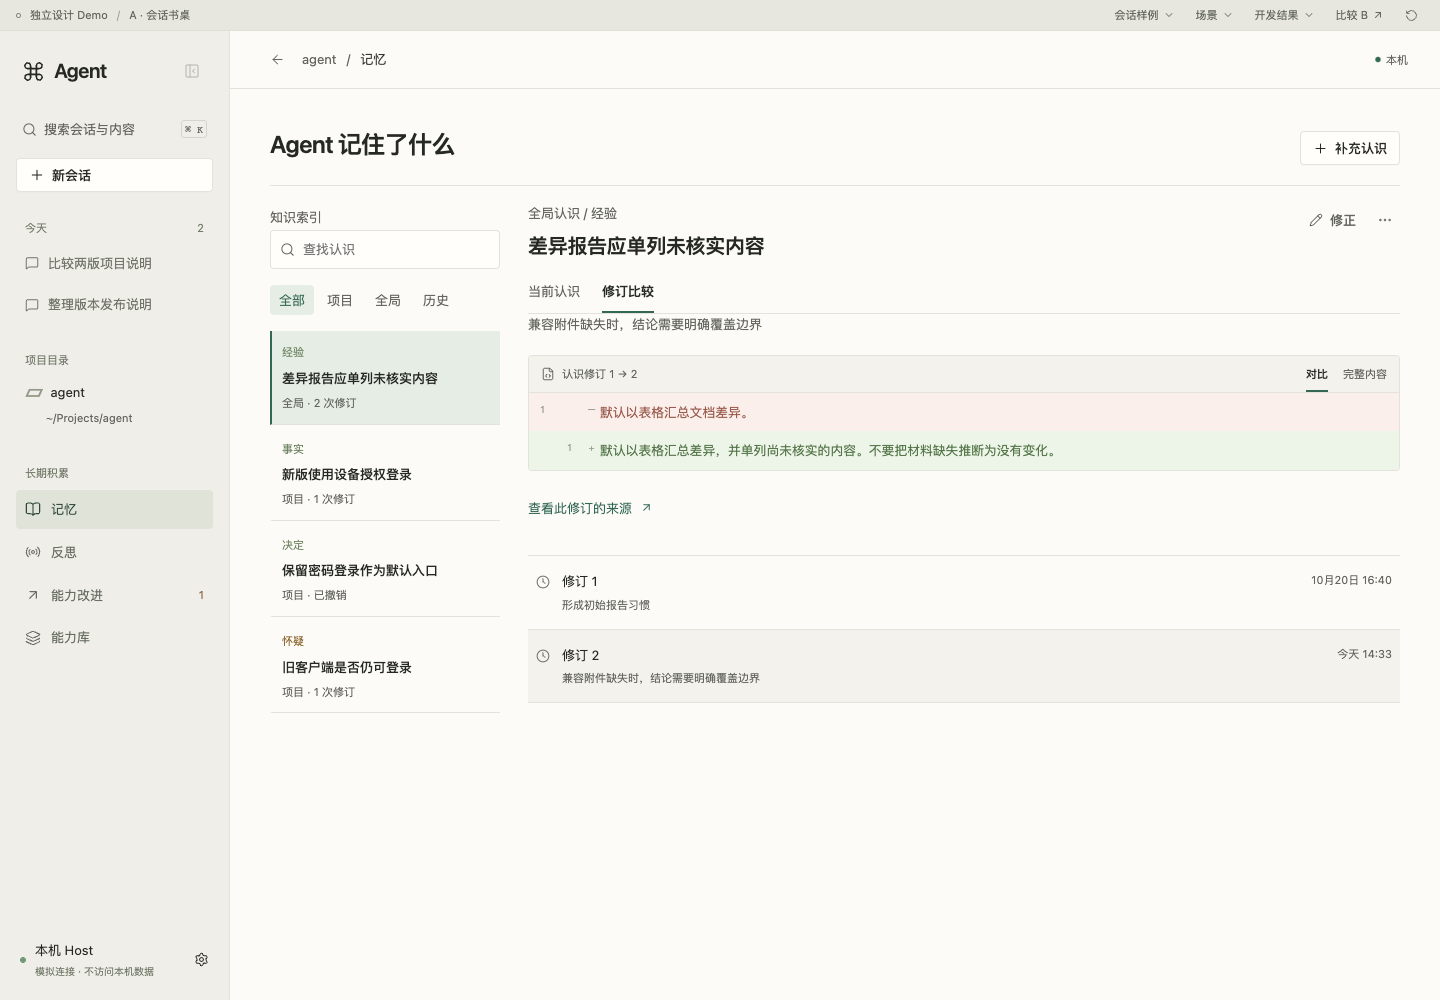 独立设计 Demo / A · 会话书桌
会话样例 场景 开发结果 比较 B
Agent
搜索会话与内容 ⌘ K
新会话
今天 2
比较两版项目说明
整理版本发布说明
项目目录
agent
~/Projects/agent
长期积累
记忆
反思
能力改进 1
能力库
本机 Host
模拟连接 · 不访问本机数据
agent / 记忆
本机
Agent 记住了什么
补充认识
知识索引
查找认识
全部 项目 全局 历史
经验
差异报告应单列未核实内容
全局 · 2 次修订
事实
新版使用设备授权登录
项目 · 1 次修订
决定
保留密码登录作为默认入口
项目 · 已撤销
怀疑
旧客户端是否仍可登录
项目 · 1 次修订
全局认识 / 经验
修正
差异报告应单列未核实内容
当前认识 修订比较
兼容附件缺失时，结论需要明确覆盖边界
认识修订 1 → 2
对比 完整内容
1 − 默认以表格汇总文档差异。
1 + 默认以表格汇总差异，并单列尚未核实的内容。不要把材料缺失推断为没有变化。
查看此修订的来源
修订 1 10月20日 16:40
形成初始报告习惯
修订 2 今天 14:33
兼容附件缺失时，结论需要明确覆盖边界